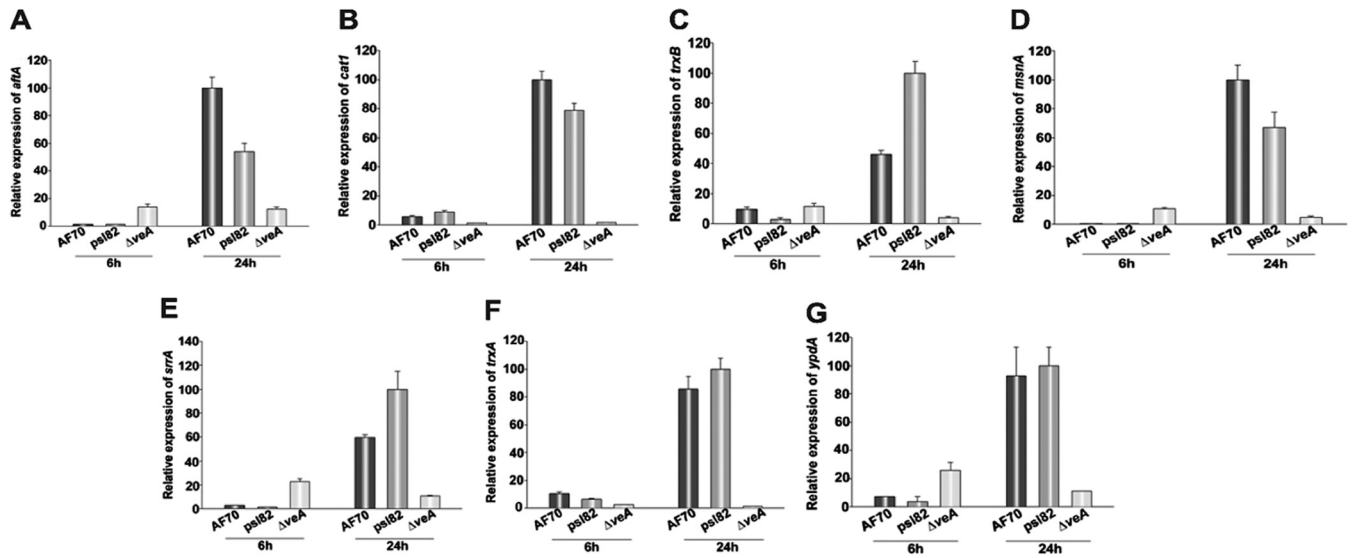 A
Relative expression of aftA
120
100
80
60
40
20
0
AF70 psl82 ΔveA AF70 psl82 ΔveA
6h 24h
B
Relative expression of cat1
120
100
80
60
40
20
0
AF70 psl82 ΔveA AF70 psl82 ΔveA
6h 24h
C
Relative expression of trxB
120
100
80
60
40
20
0
AF70 psl82 ΔveA AF70 psl82 ΔveA
6h 24h
D
Relative expression of msnA
120
100
80
60
40
20
0
AF70 psl82 ΔveA AF70 psl82 ΔveA
6h 24h
E
Relative expression of srrA
140
120
100
80
60
40
20
0
AF70 psl82 ΔveA AF70 psl82 ΔveA
6h 24h
F
Relative expression of trxA
120
100
80
60
40
20
0
AF70 psl82 ΔveA AF70 psl82 ΔveA
6h 24h
G
Relative expression of ypdA
120
100
80
60
40
20
0
AF70 psl82 ΔveA AF70 psl82 ΔveA
6h 24h